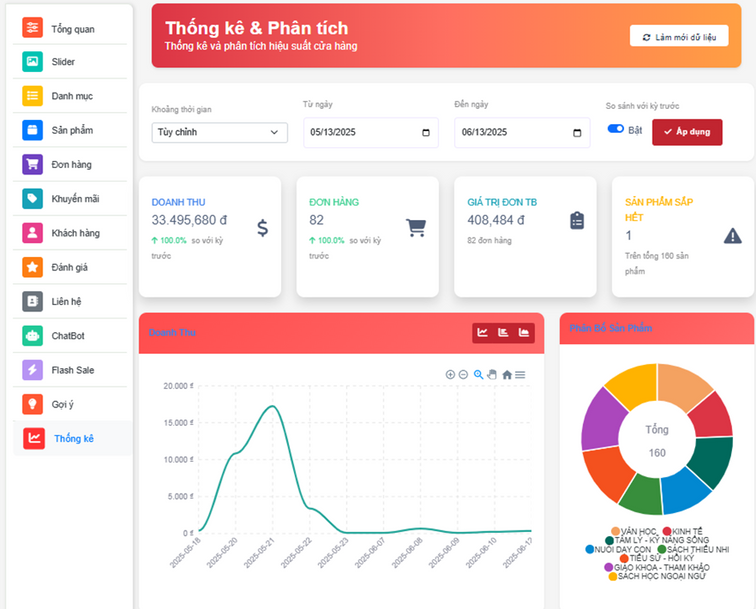 Tổng quan
Slider
Danh mục
Sản phẩm
Đơn hàng
Khuyến mãi
Khách hàng
Đánh giá
Liên hệ
ChatBot
Flash Sale
Gợi ý
Thống kê
Thống kê & Phân tích
Thống kê và phân tích hiệu suất cửa hàng
Làm mới dữ liệu
Khoảng thời gian
Tùy chỉnh
Từ ngày
05/13/2025
Đến ngày
06/13/2025
So sánh với kỳ trước
Bật
Áp dụng
DOANH THU
33.495,680 đ
100.0% so với kỳ
trước
ĐƠN HÀNG
82
100.0% so với kỳ
trước
GIÁ TRỊ ĐƠN TB
408,484 đ
82 đơn hàng
SẢN PHẨM SẮP
HẾT
1
Trên tổng 160 sản
phẩm
Doanh Thu
20.000 ₫
15.000 ₫
10.000 ₫
5.000 ₫
0 ₫
2025-05-18
2025-05-20
2025-05-21
2025-05-22
2025-05-23
2025-06-07
2025-06-08
2025-06-09
2025-06-10
2025-06-12
Phân Bố Sản Phẩm
Tổng
160
VĂN HỌC KINH TẾ
TÂM LÝ - KỸ NĂNG SỐNG
NUÔI DẠY CON SÁCH THIẾU NHI
TIỂU SỬ - HỒI KÝ
GIÁO KHOA - THAM KHẢO
SÁCH HỌC NGOẠI NGỮ